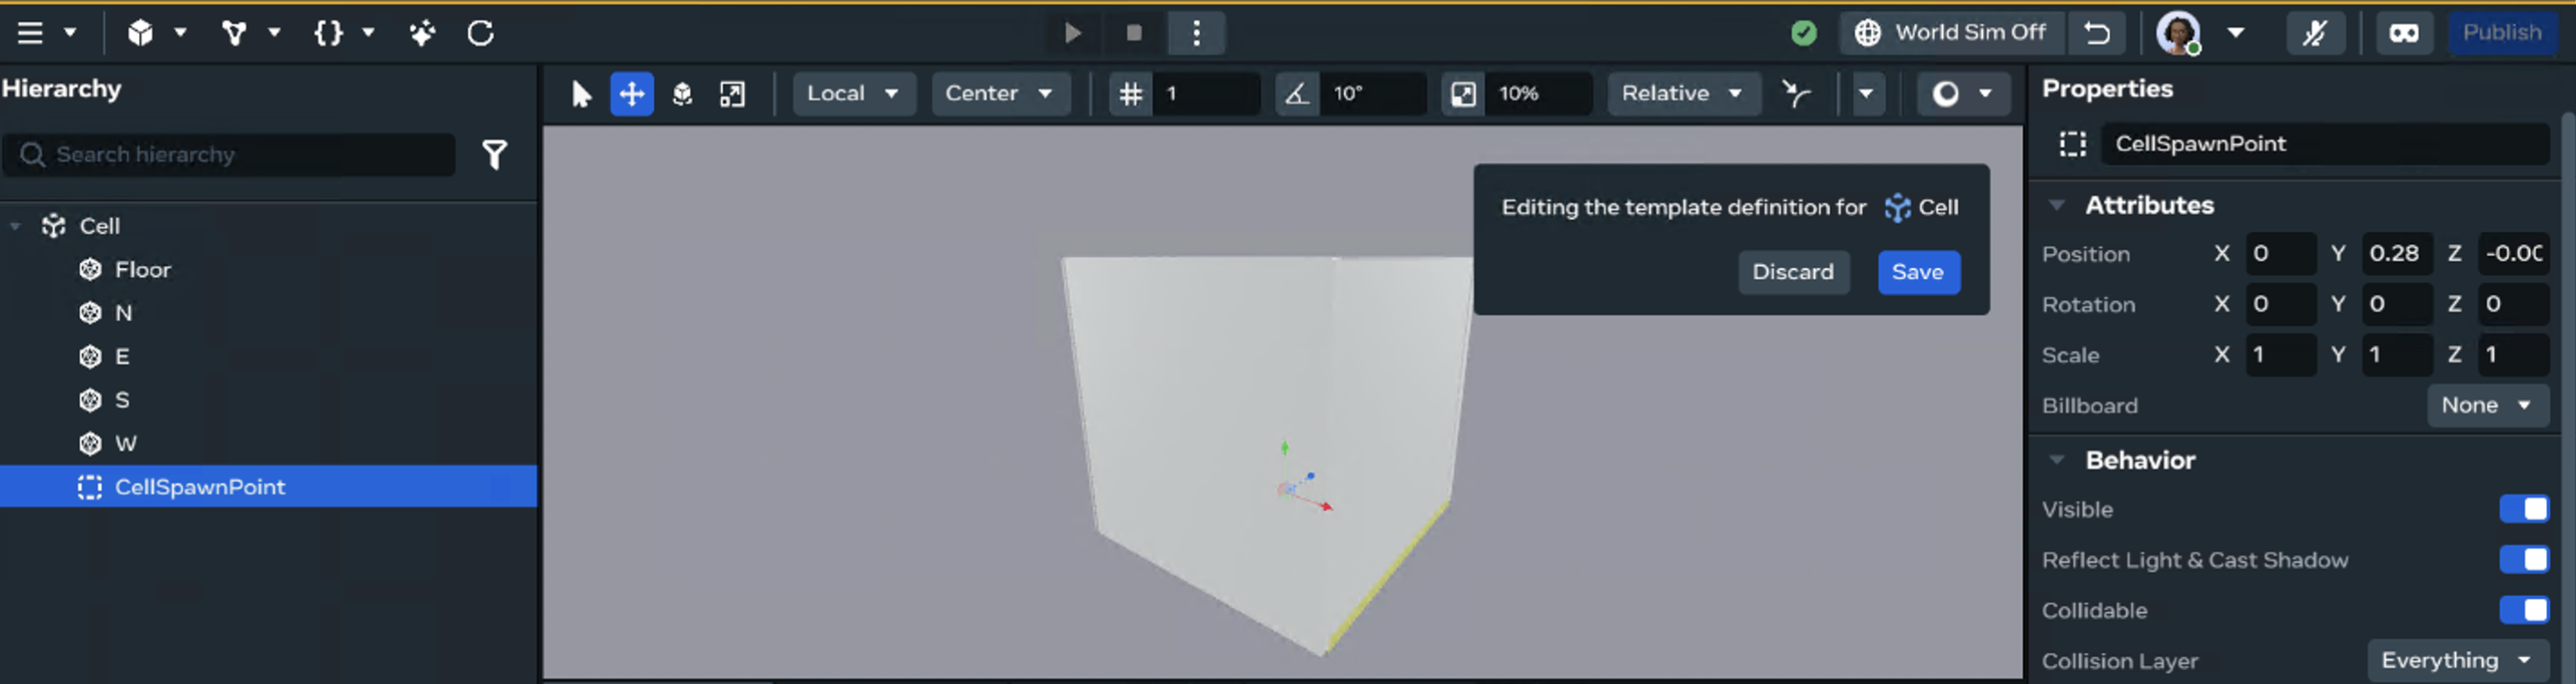 World Sim Off
Publish
Hierarchy
Search hierarchy
Cell
Floor
N
E
S
W
CellSpawnPoint
Local
Center
1
10°
10%
Relative
Editing the template definition for Cell
Discard
Save
Properties
CellSpawnPoint
Attributes
Position X 0 Y 0.28 Z -0.00
Rotation X 0 Y 0 Z 0
Scale X 1 Y 1 Z 1
Billboard None
Behavior
Visible
Reflect Light & Cast Shadow
Collidable
Collision Layer Everything